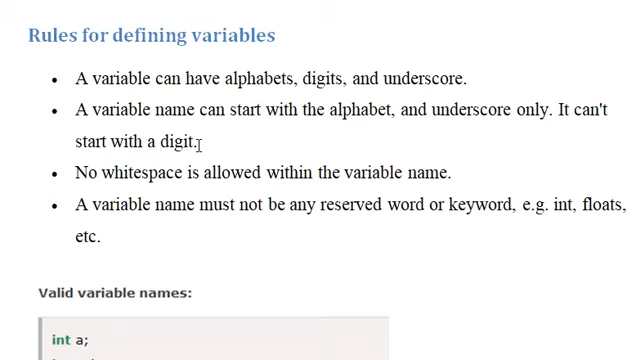 Rules for defining variables
• A variable can have alphabets, digits, and underscore.
• A variable name can start with the alphabet, and underscore only. It can't
start with a digit.
• No whitespace is allowed within the variable name.
• A variable name must not be any reserved word or keyword, e.g. int, floats,
etc.
Valid variable names:
int a;